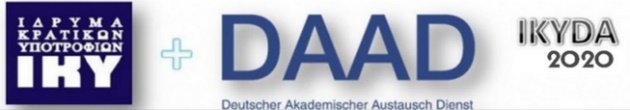 ΙΔΡΥΜΑ
ΚΡΑΤΙΚΩΝ
ΥΠΟΤΡΟΦΙΩΝ
ΙΚΥ
+
DAAD
Deutscher Akademischer Austausch Dienst
IKYDA
2020